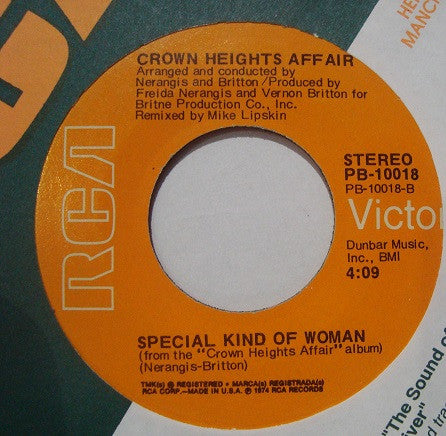 CROWN HEIGHTS AFFAIR
Arranged and conducted by
Nerangis and Britton/Produced by
Freida Nerangis and Vernon Britton for
Britne Production Co., Inc.
Remixed by Mike Lipskin
RCA
STEREO
PB-10018
PB-10018-B
Victo
Dunbar Music,
Inc., BMI
4:09
SPECIAL KIND OF WOMAN
(from the "Crown Heights Affair" album)
(Nerangis-Britton)
TMK(s) ® REGISTERED • MARCA(s) REGISTRADA(s)
RCA CORP.—MADE IN U.S.A. ℗ 1974 RCA RECORDS
HE
MANCH
"The Sound of